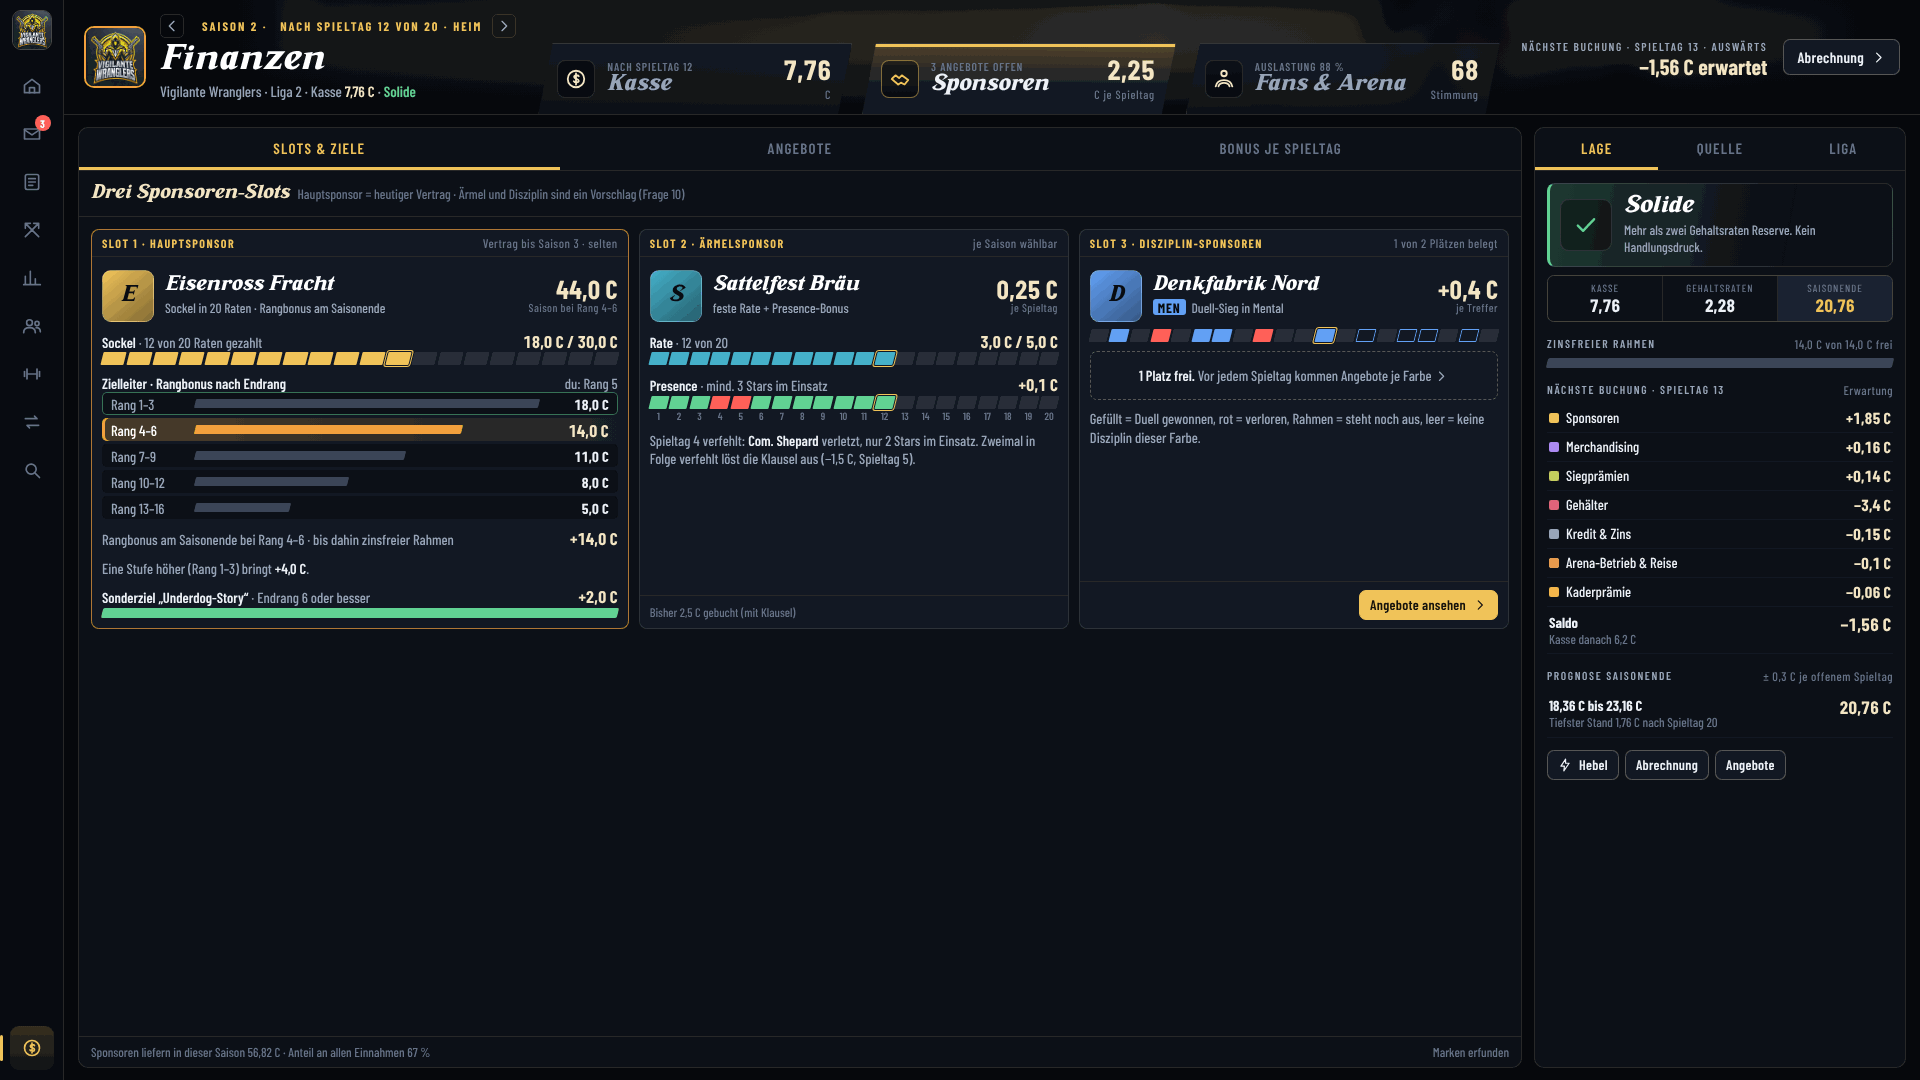 VIGILANTE WRANGLERS
3
VIGILANTE WRANGLERS
SAISON 2 · NACH SPIELTAG 12 VON 20 · HEIM
Finanzen
Vigilante Wranglers · Liga 2 · Kasse 7,76 C · Solide
NACH SPIELTAG 12
Kasse
7,76
C
3 ANGEBOTE OFFEN
Sponsoren
2,25
C je Spieltag
AUSLASTUNG 88 %
Fans & Arena
68
Stimmung
NÄCHSTE BUCHUNG · SPIELTAG 13 · AUSWÄRTS
−1,56 C erwartet
Abrechnung
SLOTS & ZIELE
ANGEBOTE
BONUS JE SPIELTAG
Drei Sponsoren-Slots
Hauptsponsor = heutiger Vertrag · Ärmel und Disziplin sind ein Vorschlag (Frage 10)
SLOT 1 · HAUPTSPONSOR
Vertrag bis Saison 3 · selten
E
Eisenross Fracht
Sockel in 20 Raten · Rangbonus am Saisonende
44,0 C
Saison bei Rang 4–6
Sockel · 12 von 20 Raten gezahlt
18,0 C / 30,0 C
Zielleiter · Rangbonus nach Endrang
du: Rang 5
Rang 1–3
18,0 C
Rang 4–6
14,0 C
Rang 7–9
11,0 C
Rang 10–12
8,0 C
Rang 13–16
5,0 C
Rangbonus am Saisonende bei Rang 4–6 · bis dahin zinsfreier Rahmen
+14,0 C
Eine Stufe höher (Rang 1–3) bringt +4,0 C.
Sonderziel „Underdog-Story“ · Endrang 6 oder besser
+2,0 C
SLOT 2 · ÄRMELSPONSOR
je Saison wählbar
S
Sattelfest Bräu
feste Rate + Presence-Bonus
0,25 C
je Spieltag
Rate · 12 von 20
3,0 C / 5,0 C
Presence · mind. 3 Stars im Einsatz
+0,1 C
1 2 3 4 5 6 7 8 9 10 11 12 13 14 15 16 17 18 19 20
Spieltag 4 verfehlt: Com. Shepard verletzt, nur 2 Stars im Einsatz. Zweimal in
Folge verfehlt löst die Klausel aus (−1,5 C, Spieltag 5).
Bisher 2,5 C gebucht (mit Klausel)
SLOT 3 · DISZIPLIN-SPONSOREN
1 von 2 Plätzen belegt
D
Denkfabrik Nord
MEN Duell-Sieg in Mental
+0,4 C
je Treffer
1 Platz frei. Vor jedem Spieltag kommen Angebote je Farbe
Gefüllt = Duell gewonnen, rot = verloren, Rahmen = steht noch aus, leer = keine
Disziplin dieser Farbe.
Angebote ansehen
Sponsoren liefern in dieser Saison 56,82 C · Anteil an allen Einnahmen 67 %
Marken erfunden
LAGE
QUELLE
LIGA
Solide
Mehr als zwei Gehaltsraten Reserve. Kein
Handlungsdruck.
KASSE
7,76
GEHALTSRATEN
2,28
SAISONENDE
20,76
ZINSFREIER RAHMEN
14,0 C von 14,0 C frei
NÄCHSTE BUCHUNG · SPIELTAG 13
Erwartung
Sponsoren
+1,85 C
Merchandising
+0,16 C
Siegprämien
+0,14 C
Gehälter
−3,4 C
Kredit & Zins
−0,15 C
Arena-Betrieb & Reise
−0,1 C
Kaderprämie
−0,06 C
Saldo
Kasse danach 6,2 C
−1,56 C
PROGNOSE SAISONENDE
± 0,3 C je offenem Spieltag
18,36 C bis 23,16 C
Tiefster Stand 1,76 C nach Spieltag 20
20,76 C
Hebel
Abrechnung
Angebote